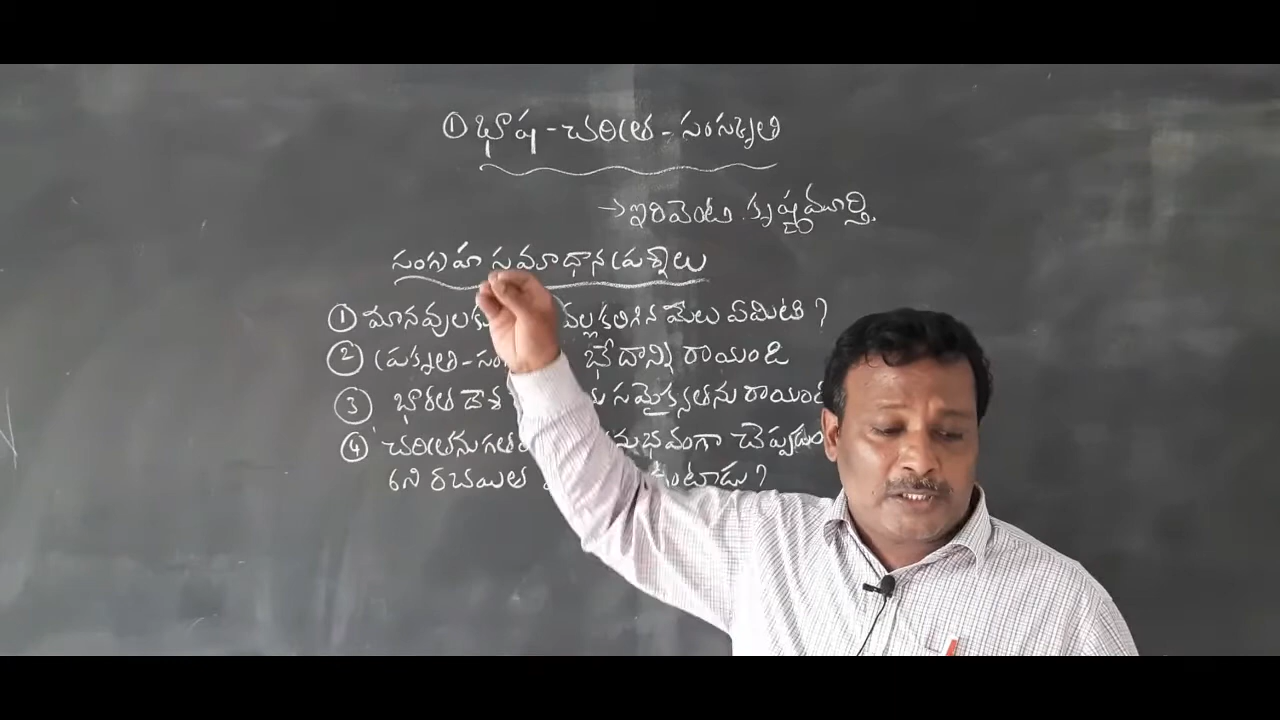 ① భాష - చరిత్ర - సంస్కృతి
→ ఇరివెంటి కృష్ణమూర్తి.
సంగ్రహ సమాధాన ప్రశ్నలు
① మానవులకు వల్ల కలిగిన మేలు ఏమిటి ?
② ప్రకృతి - భేదాన్ని రాయండి
③ భారత దేశ సమైక్యతను రాయండి
④ చరిత్రను గత అనుభవంగా చెప్పడం
రచయిత ఉంటాడు ?